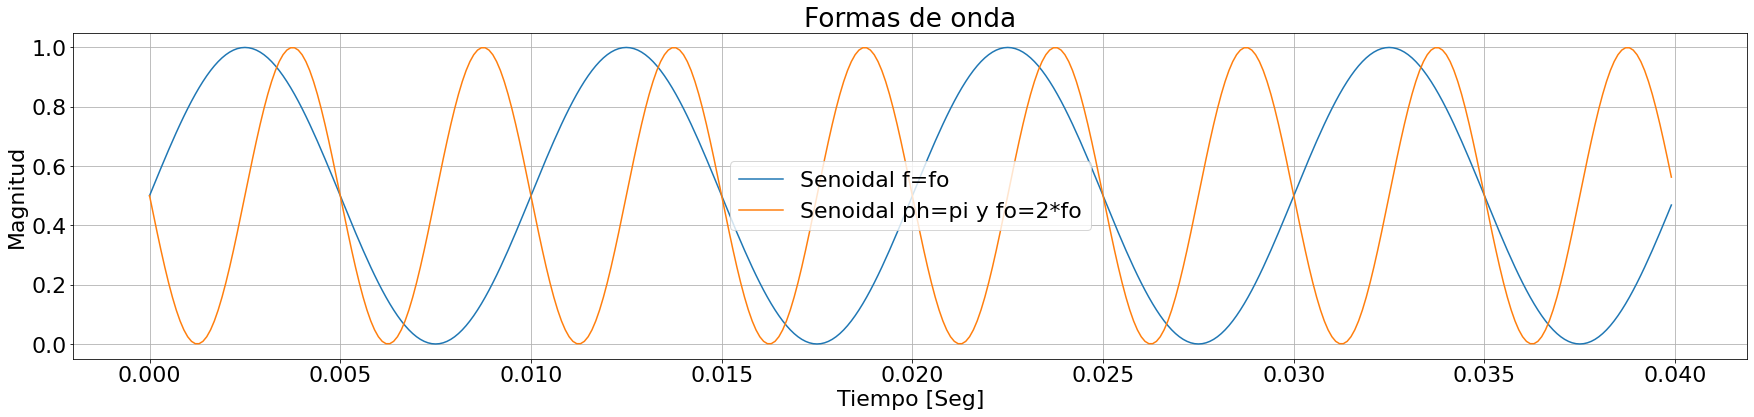 Formas de onda
Magnitud
1.0
0.8
0.6
0.4
0.2
0.0
Senoidal f=fo
Senoidal ph=pi y fo=2*fo
0.000 0.005 0.010 0.015 0.020 0.025 0.030 0.035 0.040
Tiempo [Seg]